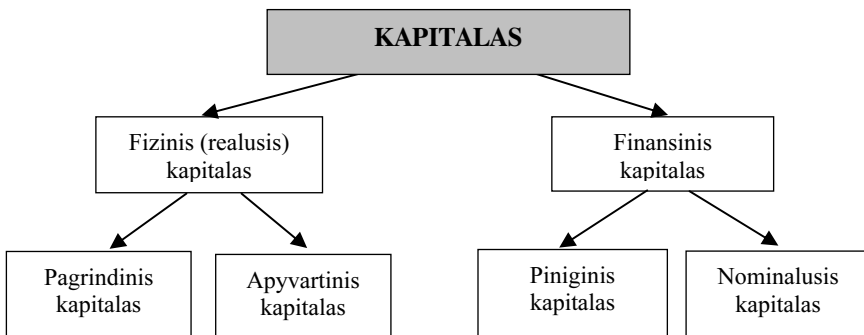 KAPITALAS
Fizinis (realusis)
kapitalas
Finansinis
kapitalas
Pagrindinis
kapitalas
Apyvartinis
kapitalas
Piniginis
kapitalas
Nominalusis
kapitalas